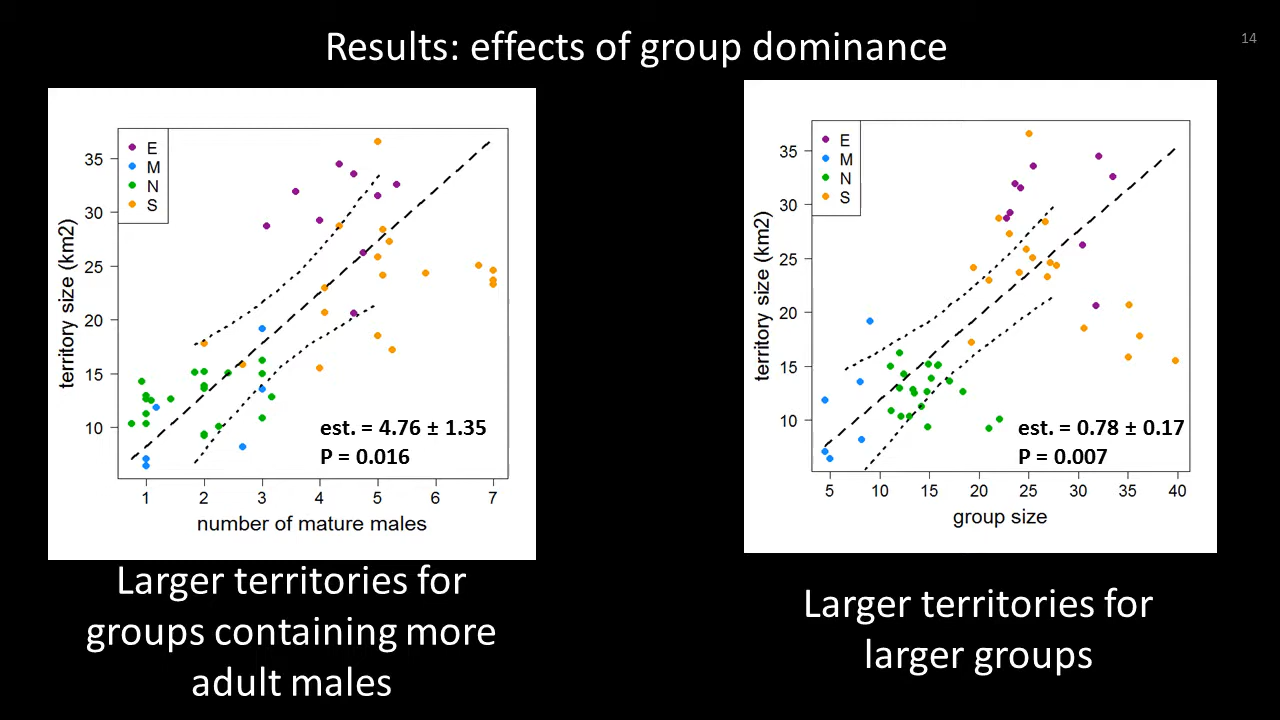 Results: effects of group dominance
14
E
M
N
S
35
30
25
20
15
10
territory size (km2)
1 2 3 4 5 6 7
number of mature males
est. = 4.76 ± 1.35
P = 0.016
Larger territories for
groups containing more
adult males
E
M
N
S
35
30
25
20
15
10
territory size (km2)
5 10 15 20 25 30 35 40
group size
est. = 0.78 ± 0.17
P = 0.007
Larger territories for
larger groups